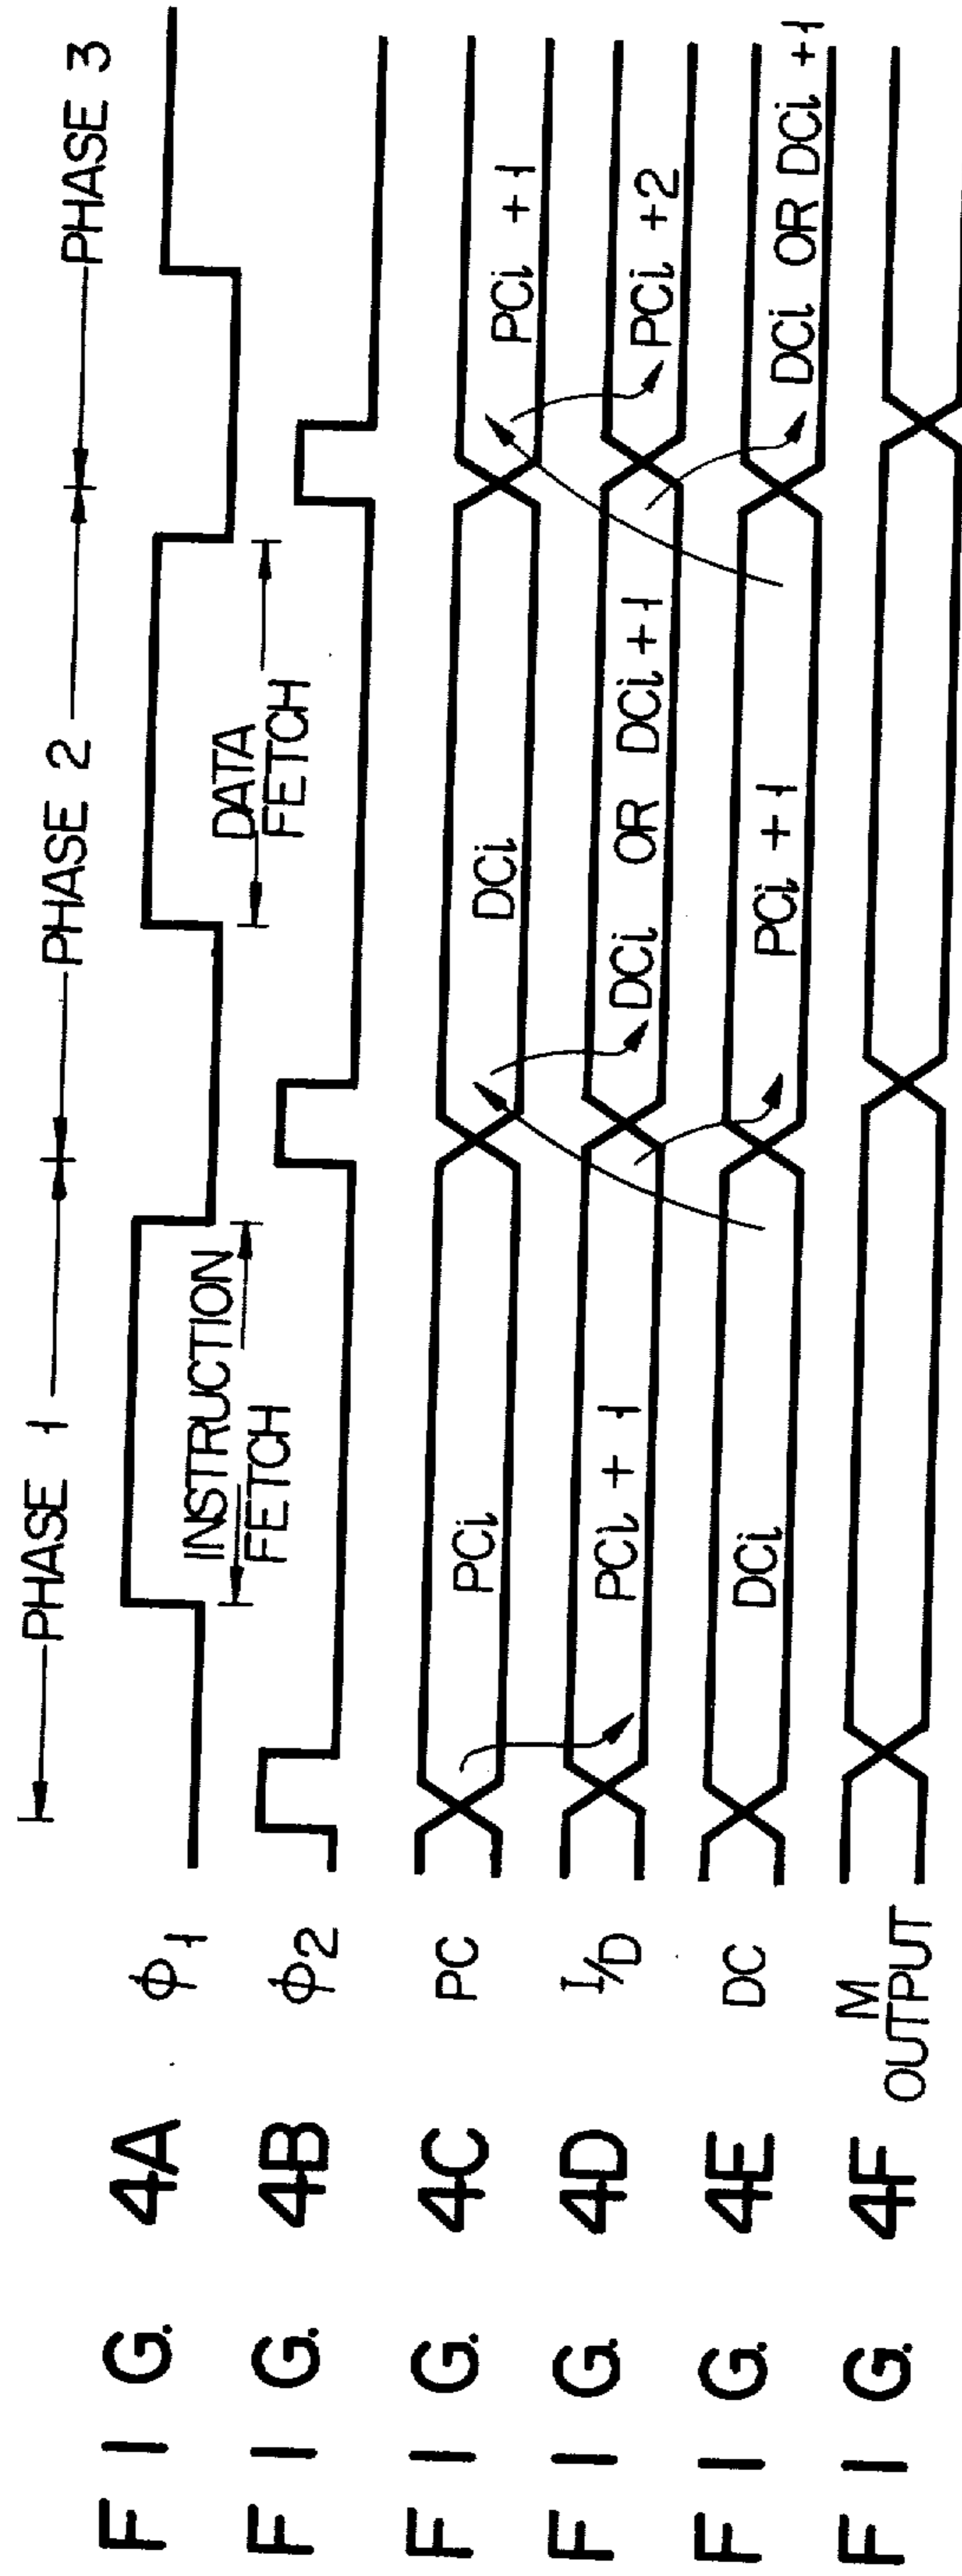 PHASE 1 PHASE 2 PHASE 3
FIG. 4A ϕ1
INSTRUCTION
FETCH
DATA
FETCH
FIG. 4B ϕ2
FIG. 4C PC PCi DCi PCi +1
FIG. 4D I/D PCi + 1 DCi OR DCi +1 PCi +2
FIG. 4E DC DCi PCi +1 DCi OR DCi +1
FIG. 4F M
OUTPUT